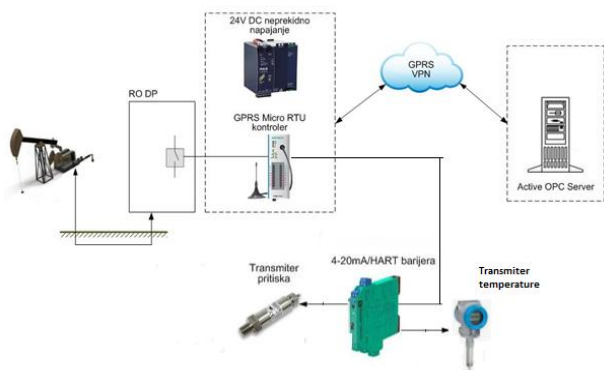 24V DC neprekidno
napajanje
RO DP
GPRS Micro RTU
kontroler
GPRS
VPN
Active OPC Server
4-20mA/HART barijera
Transmiter
pritiska
Transmiter
temperature